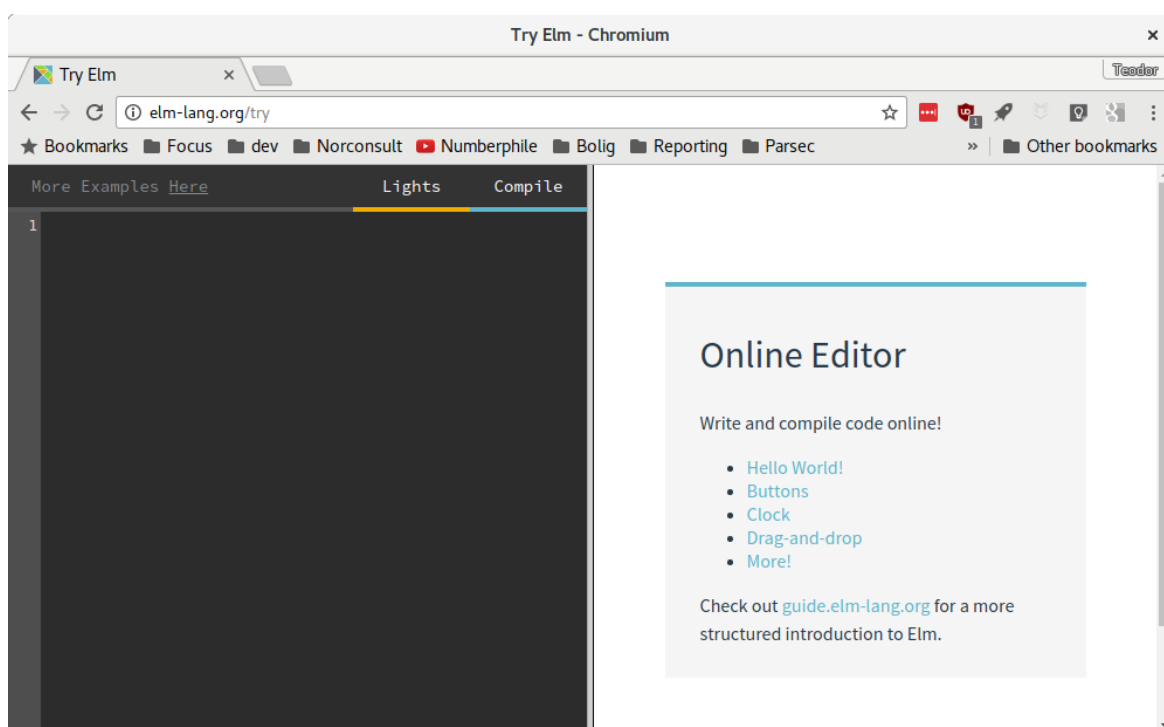 Try Elm - Chromium
Try Elm
Teodor
elm-lang.org/try
1
Bookmarks Focus dev Norconsult Numberphile Bolig Reporting Parsec » Other bookmarks
More Examples Here Lights Compile
1
Online Editor
Write and compile code online!
Hello World!
Buttons
Clock
Drag-and-drop
More!
Check out guide.elm-lang.org for a more
structured introduction to Elm.